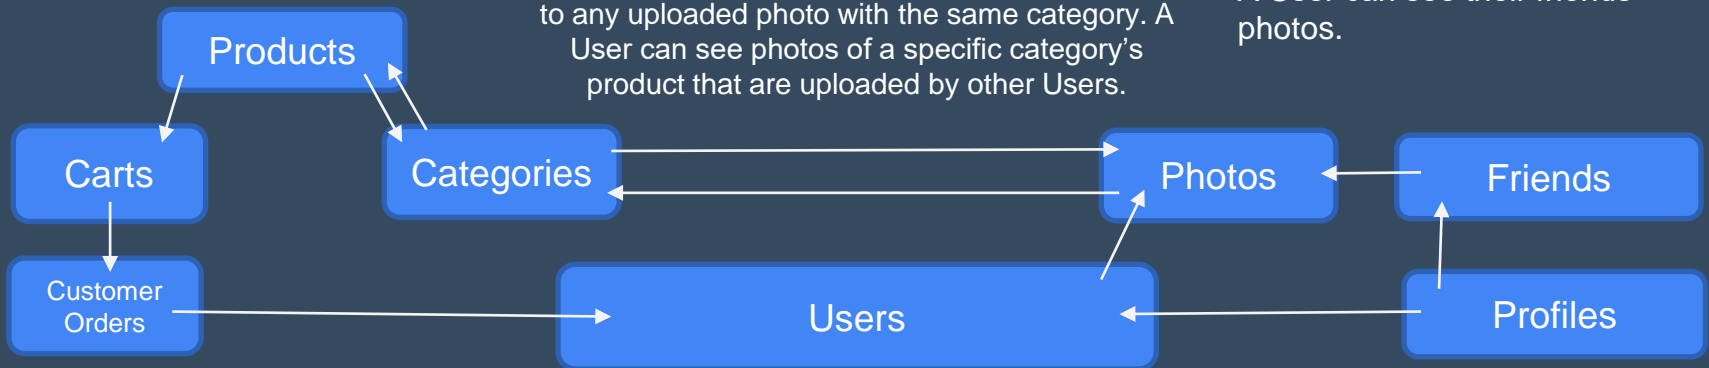 to any uploaded photo with the same category. A
User can see photos of a specific category's
product that are uploaded by other Users.
photos.
Products
Carts
Categories
Photos
Friends
Customer
Orders
Users
Profiles